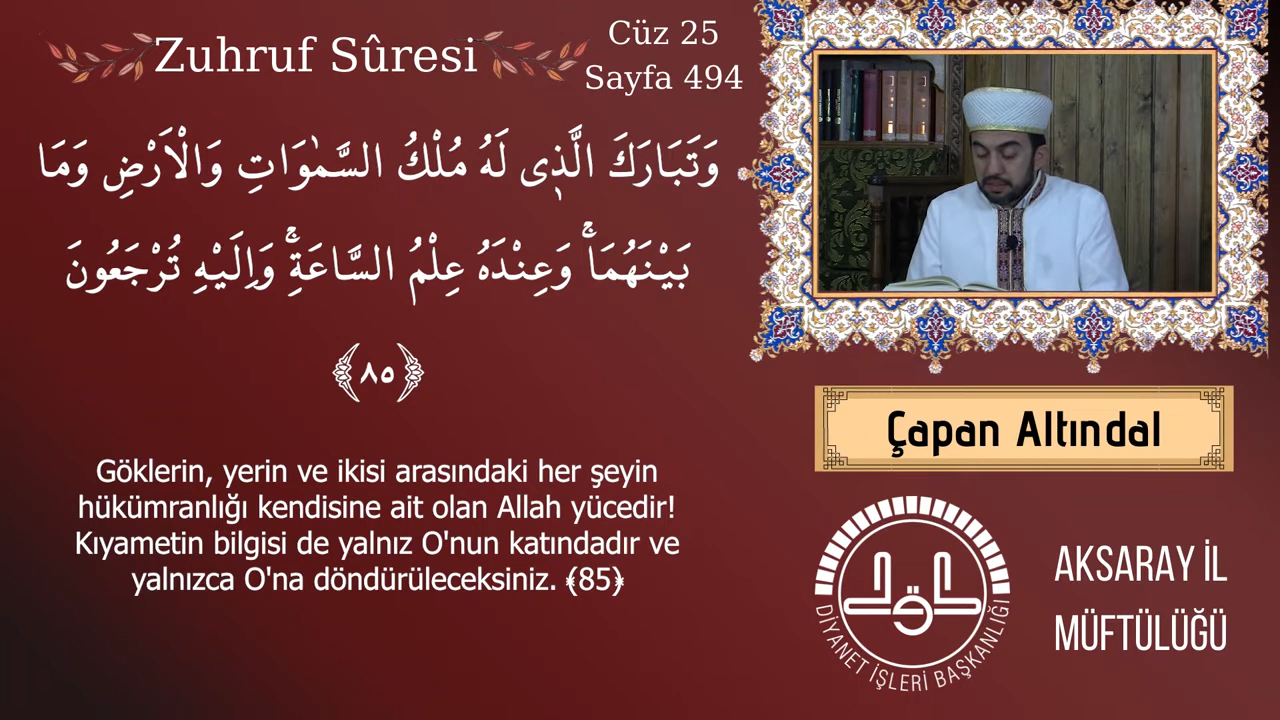 Zuhruf Sûresi
Cüz 25
Sayfa 494
وَتَبَارَكَ الَّذ۪ى لَهُ مُلْكُ السَّمٰوَاتِ وَالْاَرْضِ وَمَا
بَيْنَهُمَاۚ وَعِنْدَهُ عِلْمُ السَّاعَةِۚ وَاِلَيْهِ تُرْجَعُونَ
﴿٨٥﴾
Göklerin, yerin ve ikisi arasındaki her şeyin
hükümranlığı kendisine ait olan Allah yücedir!
Kıyametin bilgisi de yalnız O'nun katındadır ve
yalnızca O'na döndürüleceksiniz. ﴾85﴿
Çapan Altındal
DİYANET İŞLERİ BAŞKANLIĞI
AKSARAY İL
MÜFTÜLÜĞÜ